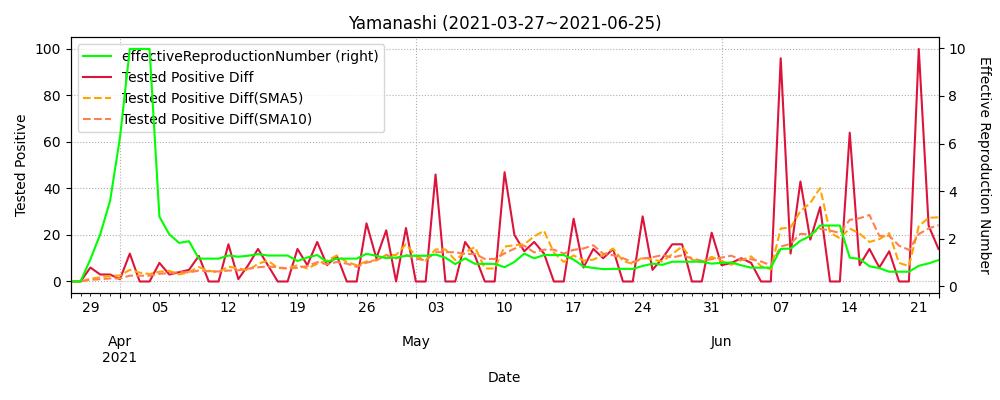 Yamanashi (2021-03-27~2021-06-25)
effectiveReproductionNumber (right)
Tested Positive Diff
Tested Positive Diff(SMA5)
Tested Positive Diff(SMA10)
Tested Positive
100
80
60
40
20
0
10
8
6
4
2
0
Effective Reproduction Number
29 05 12 19 26 03 10 17 24 31 07 14 21
Apr May Jun
2021
Date